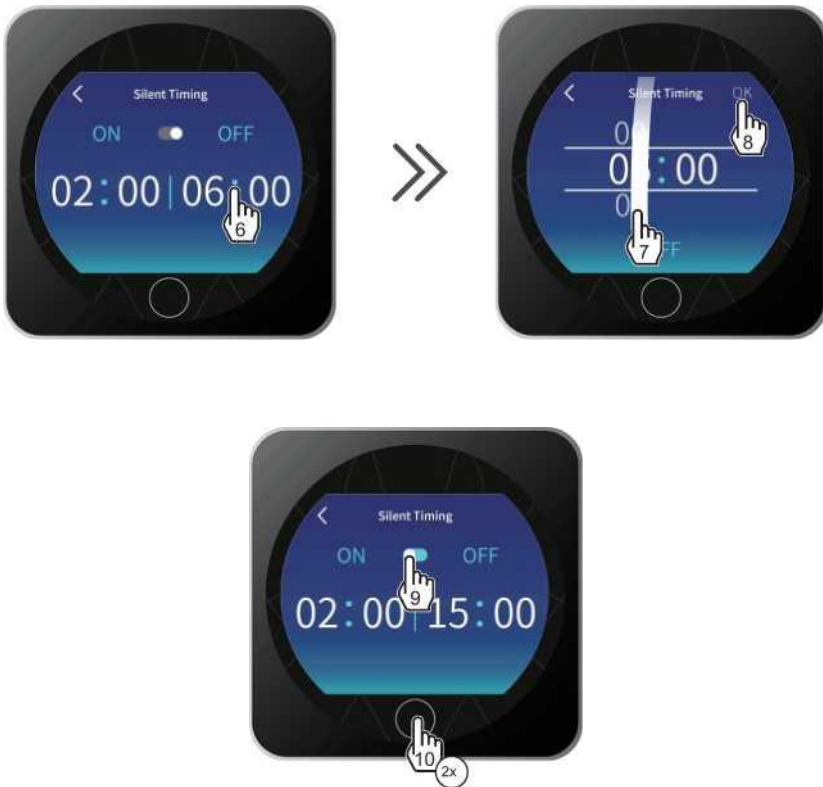 Silent Timing
ON OFF
02:00|06:00
6
Silent Timing OK
8
:00
7
Silent Timing
ON OFF
9
02:00|15:00
10 2x